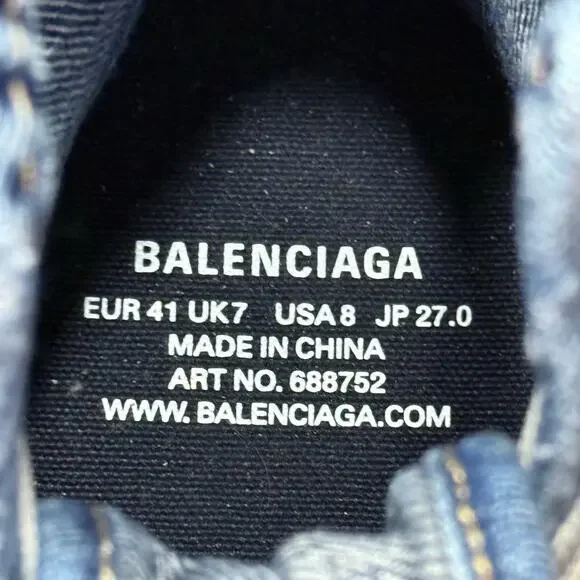 BALENCIAGA
EUR 41 UK7 USA 8 JP 27.0
MADE IN CHINA
ART NO. 688752
WWW. BALENCIAGA.COM